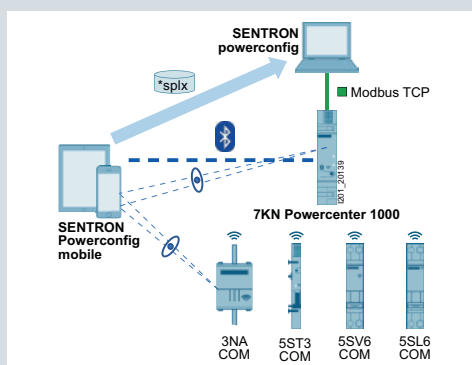 SENTRON
powerconfig
*splx
Modbus TCP
I201_20139
7KN Powercenter 1000
SENTRON
Powerconfig
mobile
3NA
COM
5ST3
COM
5SV6
COM
5SL6
COM